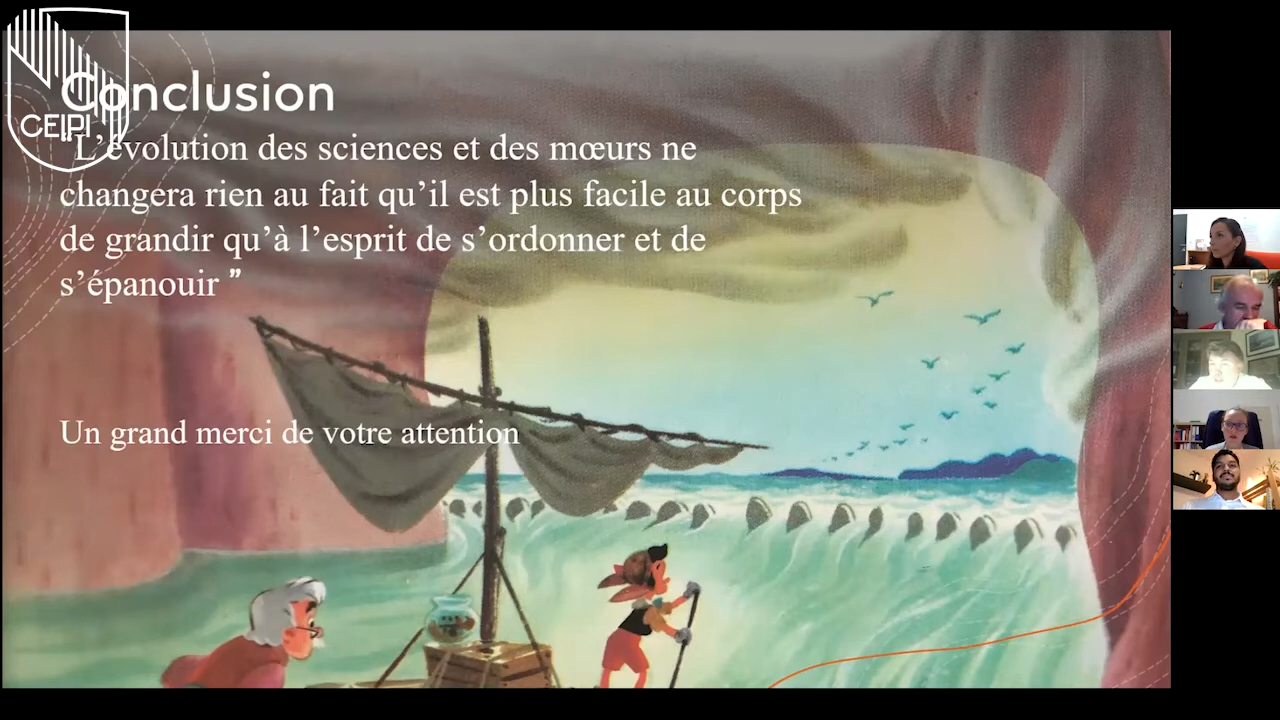 CEIPI
Conclusion
“L’évolution des sciences et des mœurs ne
changera rien au fait qu’il est plus facile au corps
de grandir qu’à l’esprit de s’ordonner et de
s’épanouir ”
Un grand merci de votre attention